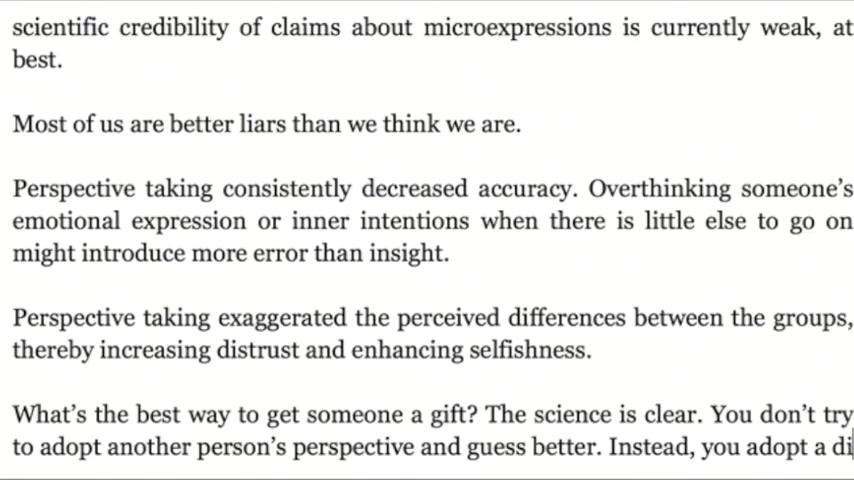 scientific credibility of claims about microexpressions is currently weak, at
best.
Most of us are better liars than we think we are.
Perspective taking consistently decreased accuracy. Overthinking someone’s
emotional expression or inner intentions when there is little else to go on
might introduce more error than insight.
Perspective taking exaggerated the perceived differences between the groups,
thereby increasing distrust and enhancing selfishness.
What’s the best way to get someone a gift? The science is clear. You don’t try
to adopt another person’s perspective and guess better. Instead, you adopt a di